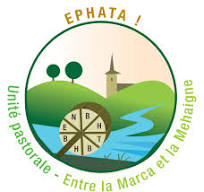 EPHATA !
Unité pastorale - Entre la Marca et la Mehaigne